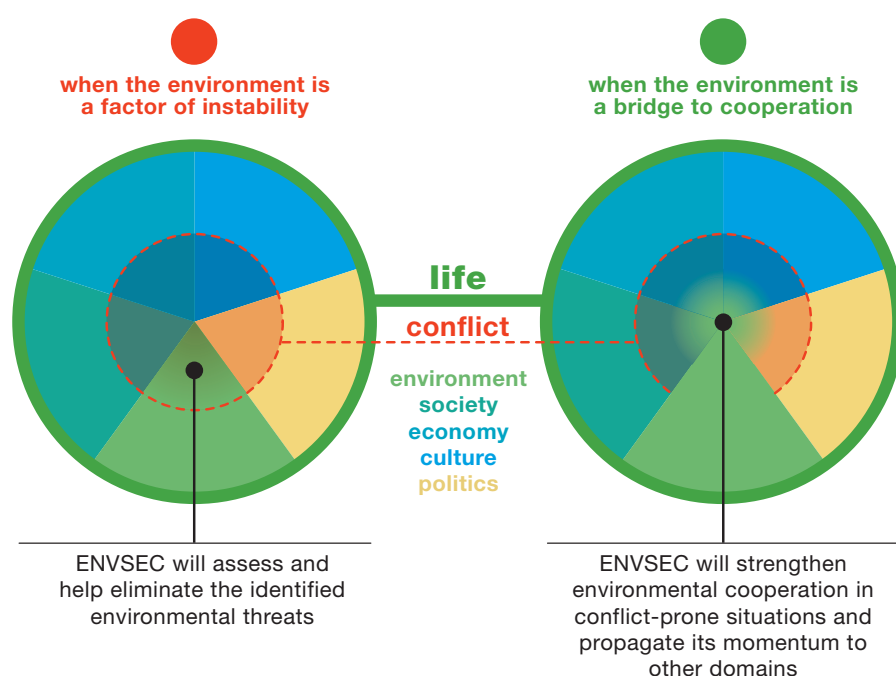 when the environment is
a factor of instability
when the environment is
a bridge to cooperation
life
conflict
environment
society
economy
culture
politics
ENVSEC will assess and
help eliminate the identified
environmental threats
ENVSEC will strengthen
environmental cooperation in
conflict-prone situations and
propagate its momentum to
other domains